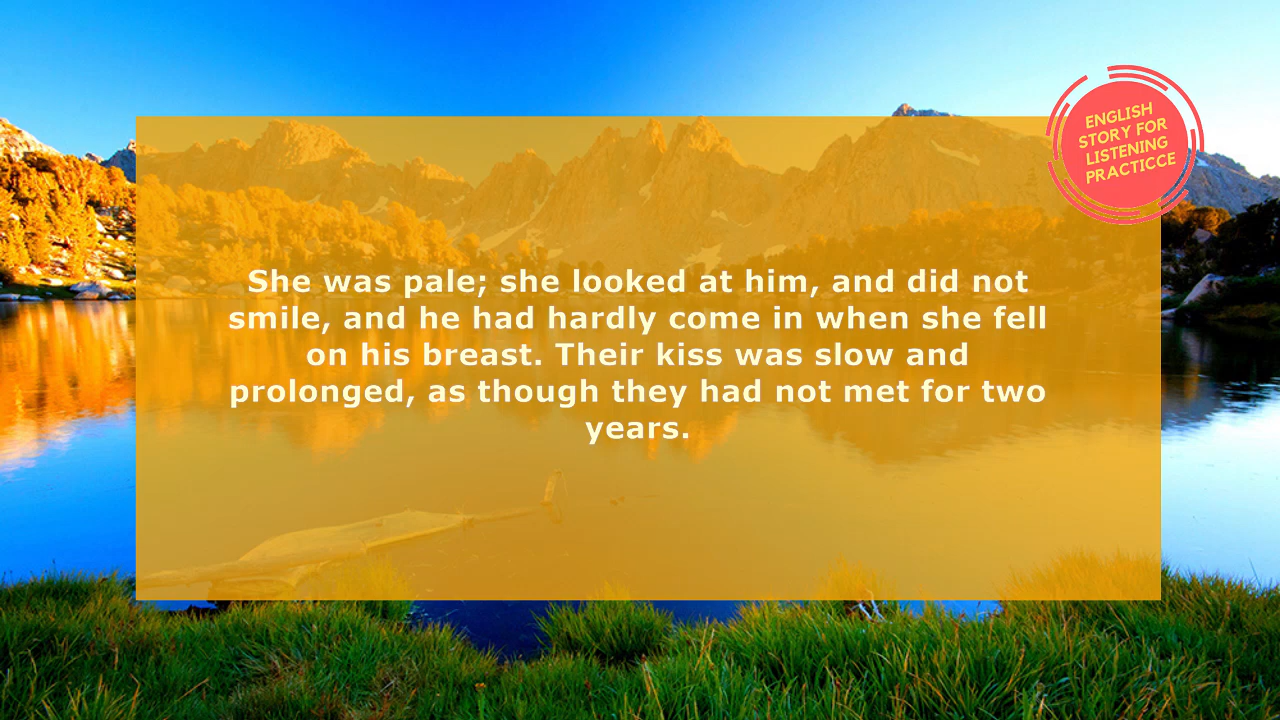 ENGLISH
STORY FOR
LISTENING
PRACTICCE
She was pale; she looked at him, and did not
smile, and he had hardly come in when she fell
on his breast. Their kiss was slow and
prolonged, as though they had not met for two
years.